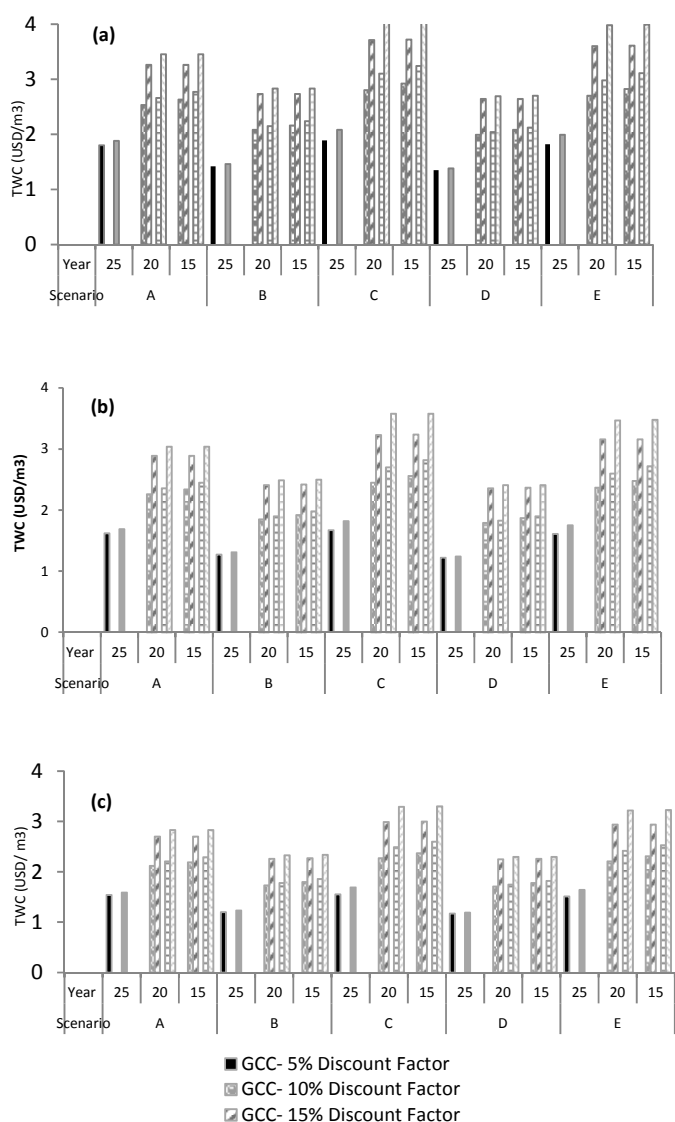 (a)
TWC (USD/m3)
4
3
2
1
0
Year 25 20 15 25 20 15 25 20 15 25 20 15 25 20 15
Scenario A B C D E
(b)
TWC (USD/m3)
4
3
2
1
0
Year 25 20 15 25 20 15 25 20 15 25 20 15 25 20 15
Scenario A B C D E
(c)
TWC (USD/ m3)
4
3
2
1
0
Year 25 20 15 25 20 15 25 20 15 25 20 15 25 20 15
Scenario A B C D E
GCC- 5% Discount Factor
GCC- 10% Discount Factor
GCC- 15% Discount Factor